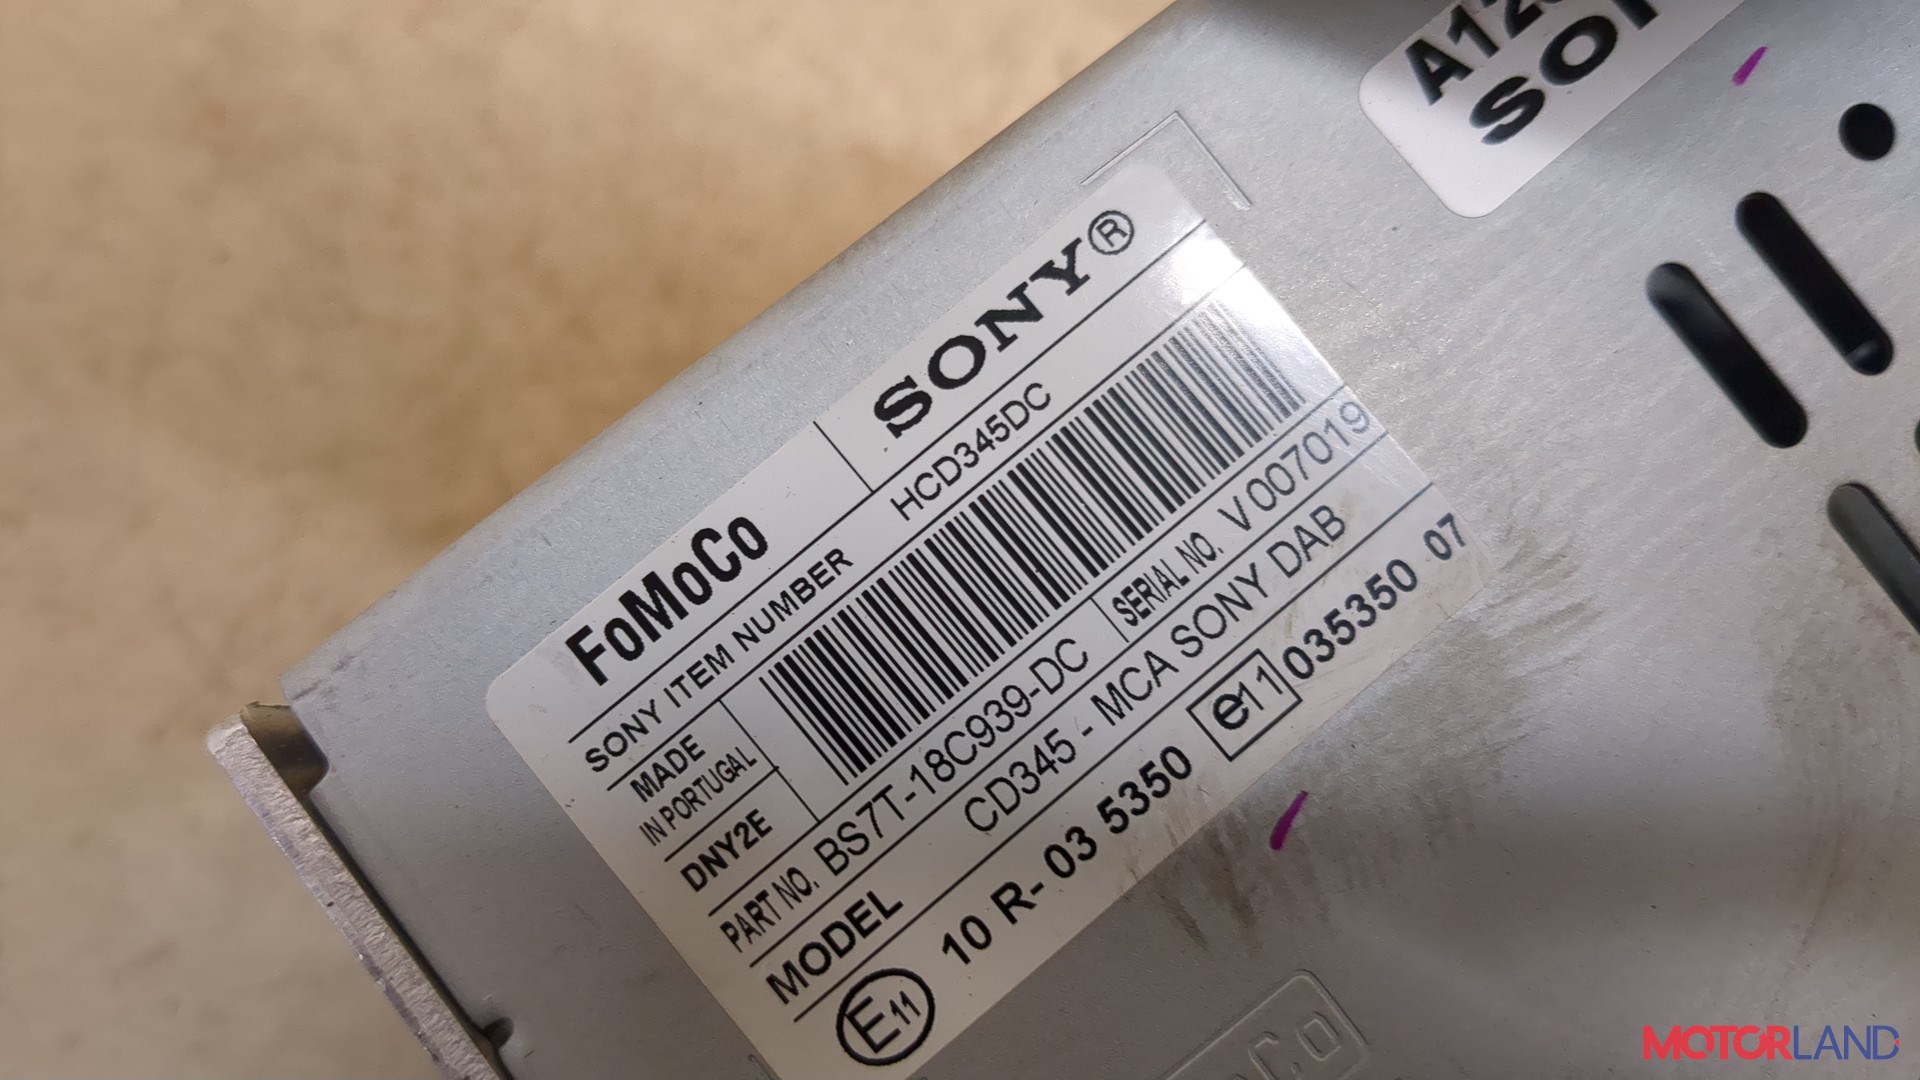 FoMoCo SONY®
SONY ITEM NUMBER HCD345DC
MADE
IN PORTUGAL
DNY2E
PART NO. BS7T-18C939-DC SERIAL NO. V007019
MODEL CD345 - MCA SONY DAB
E11 10 R- 03 5350 e11 035350 07
MOTORLAND